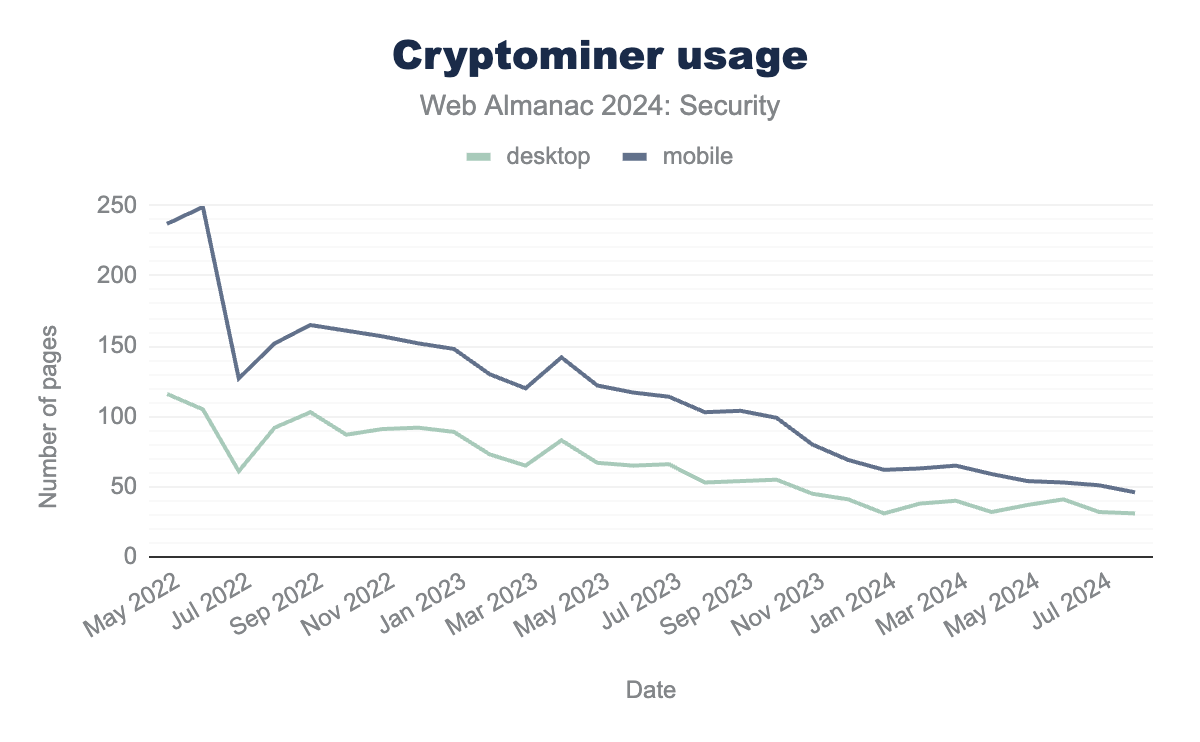 Cryptominer usage
Web Almanac 2024: Security
desktop
mobile
Number of pages
250
200
150
100
50
0
May 2022
Jul 2022
Sep 2022
Nov 2022
Jan 2023
Mar 2023
May 2023
Jul 2023
Sep 2023
Nov 2023
Jan 2024
Mar 2024
May 2024
Jul 2024
Date